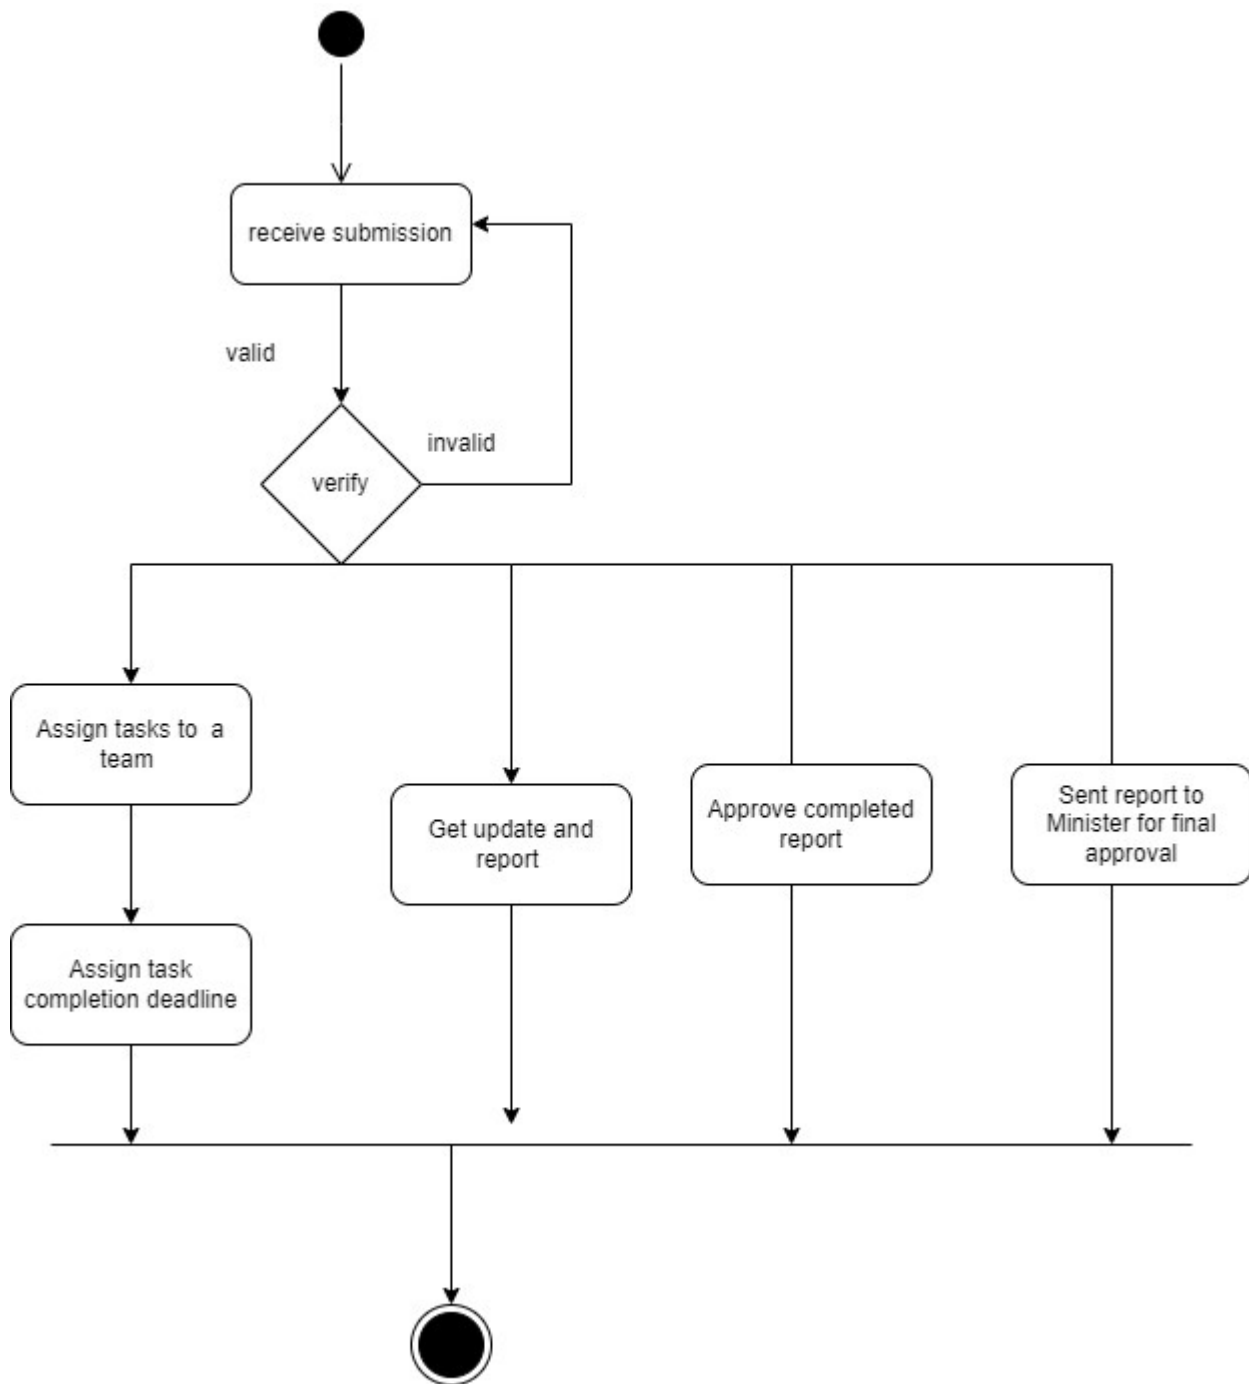 receive submission
valid
invalid
verify
Assign tasks to  a
team
Get update and
report
Approve completed
report
Sent report to
Minister for final
approval
Assign task
completion deadline